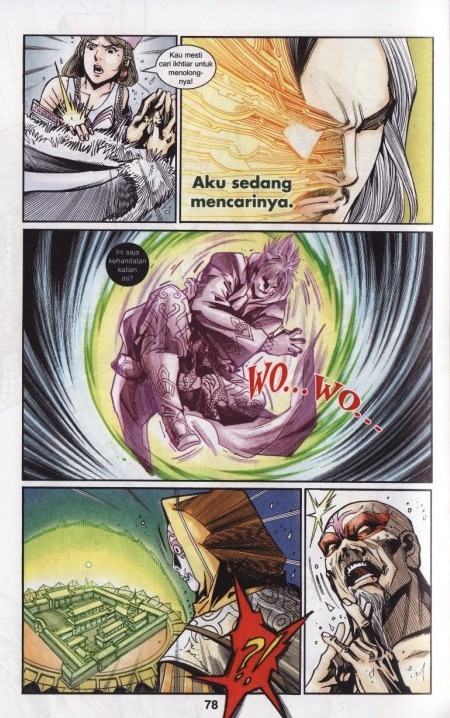 Kau mesti
cari ikhtiar untuk
menolong-
nya!
Aku sedang
mencarinya.
Ini saja
kehandalan
kalian
ini?
WO... WO...
?!
78